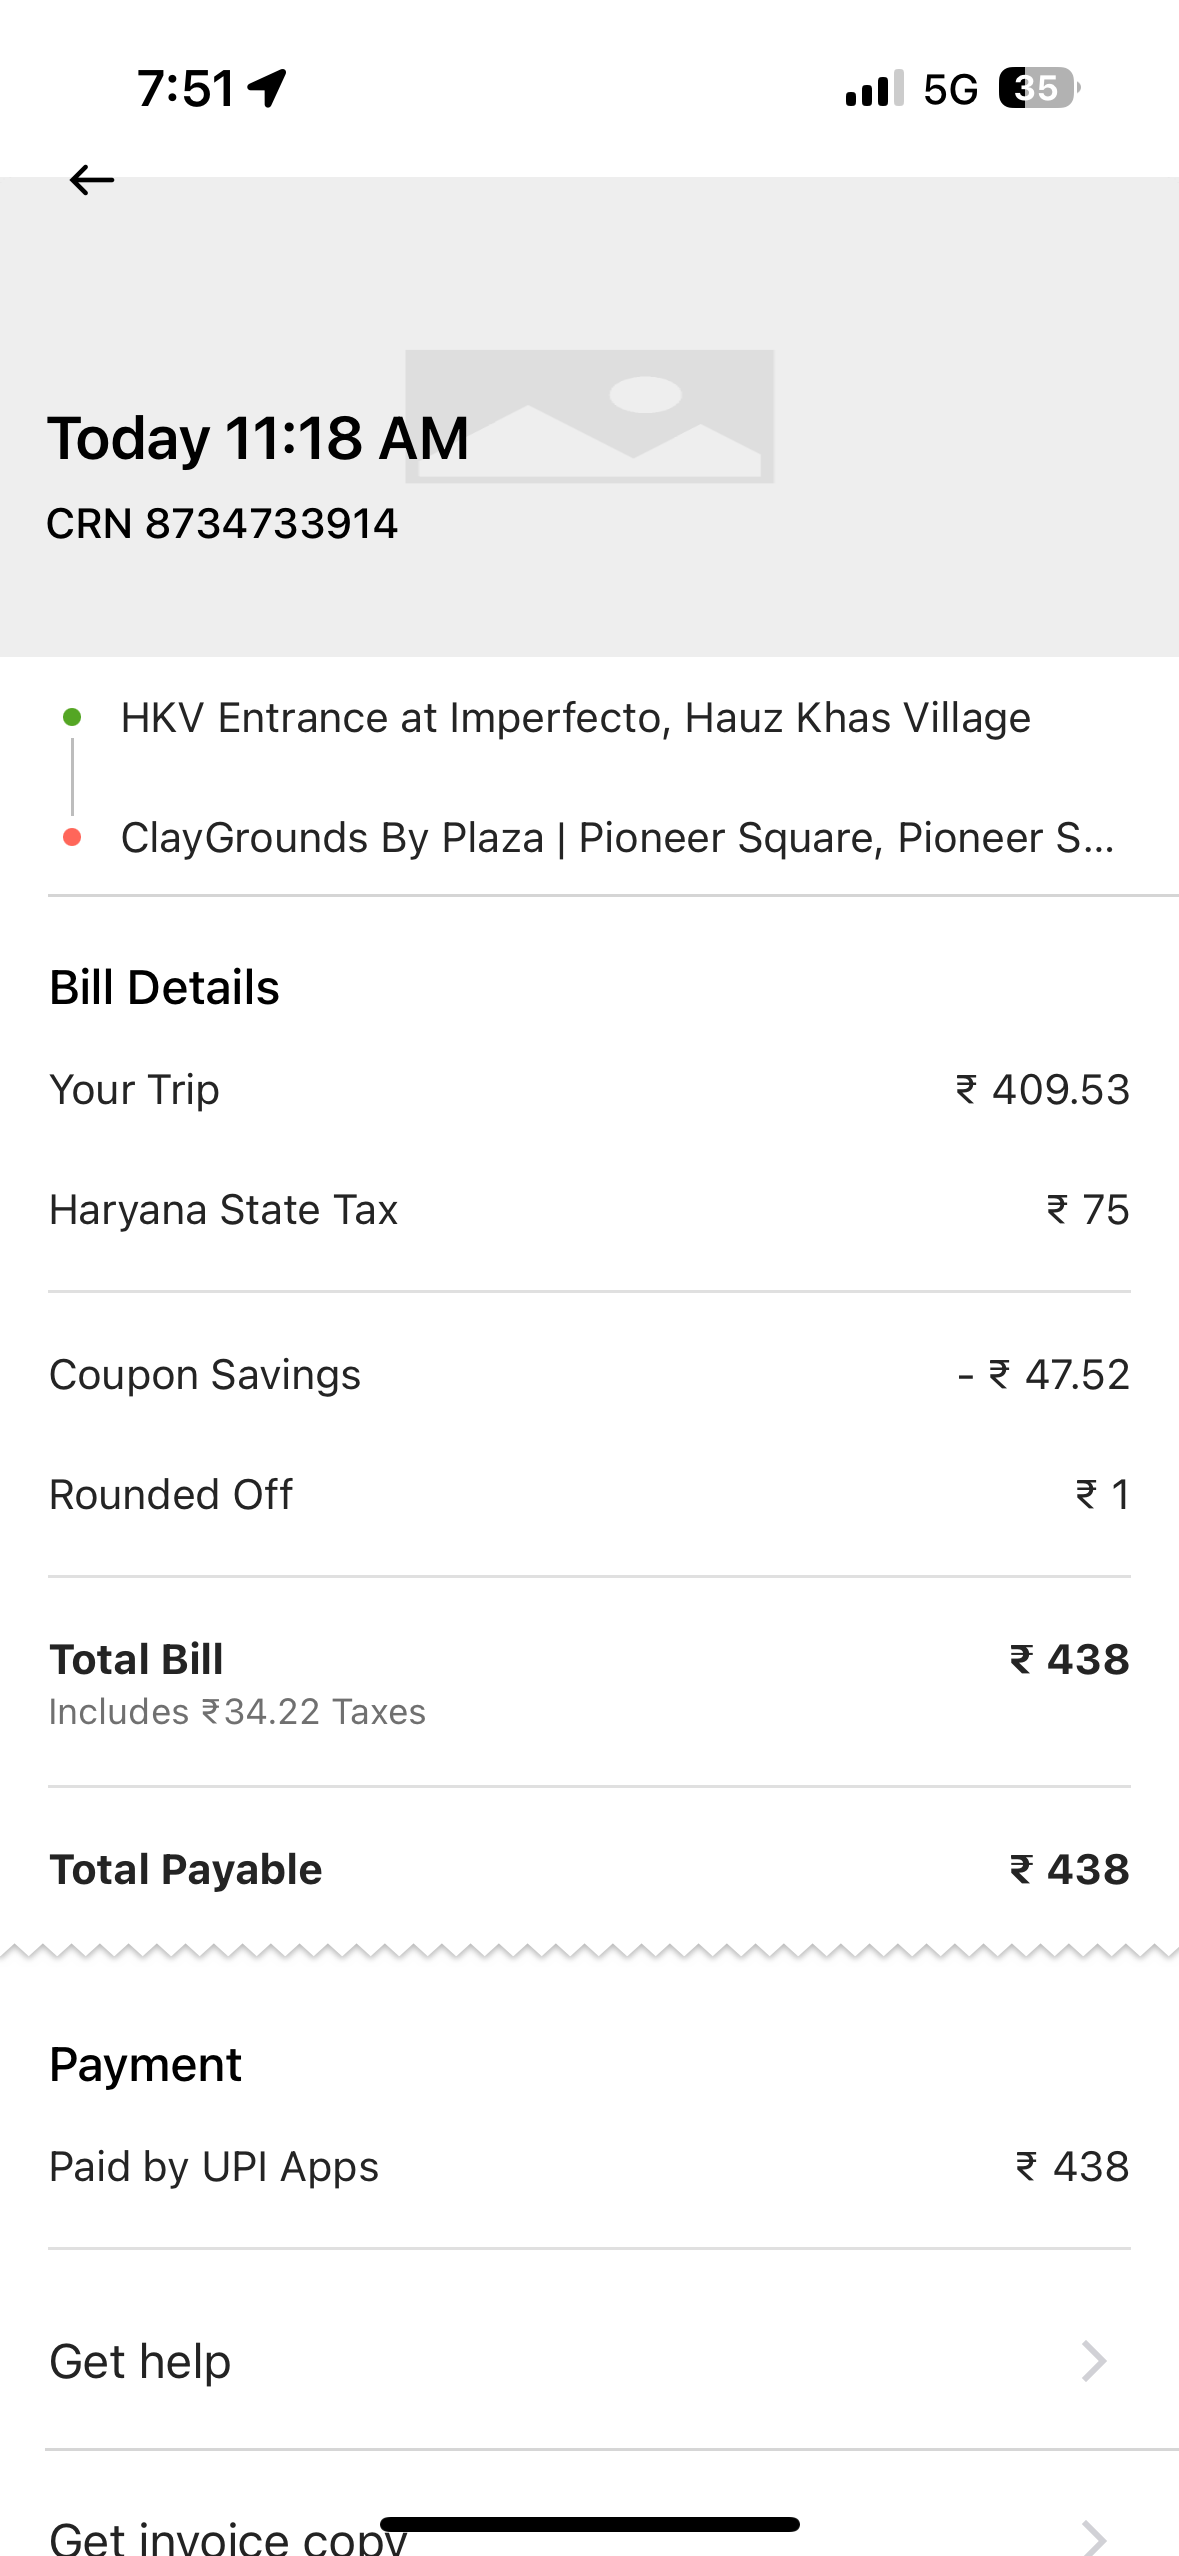 7:51 5G 35
Today 11:18 AM
CRN 8734733914
HKV Entrance at Imperfecto, Hauz Khas Village
ClayGrounds By Plaza | Pioneer Square, Pioneer S...
Bill Details
Your Trip ₹ 409.53
Haryana State Tax ₹ 75
Coupon Savings - ₹ 47.52
Rounded Off ₹ 1
Total Bill ₹ 438
Includes ₹34.22 Taxes
Total Payable ₹ 438
Payment
Paid by UPI Apps ₹ 438
Get help
Get invoice copy